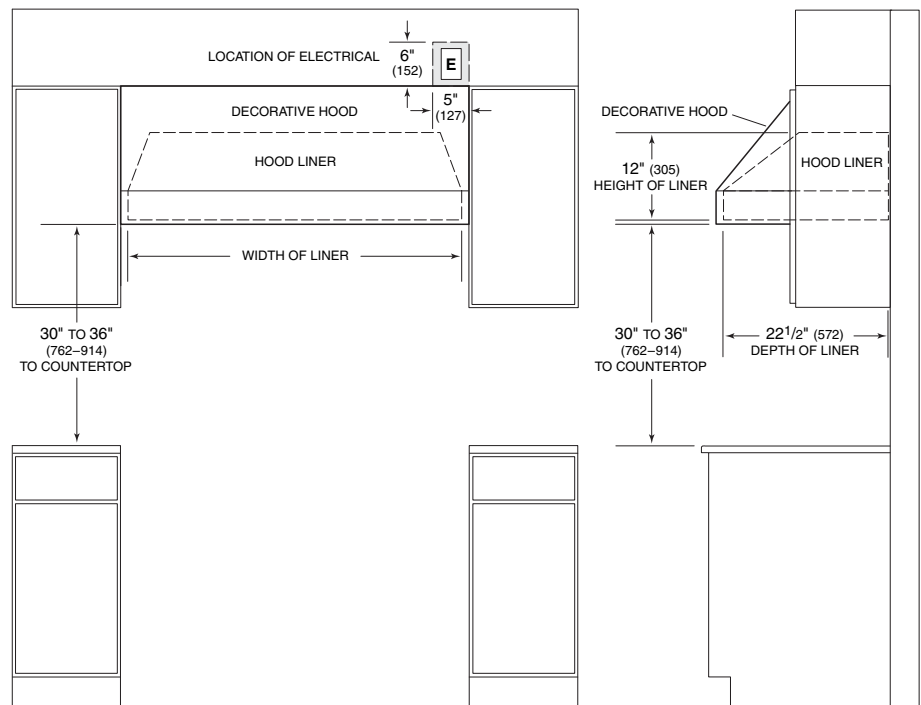 LOCATION OF ELECTRICAL
6"
(152)
E
5"
(127)
DECORATIVE HOOD
HOOD LINER
WIDTH OF LINER
30" TO 36"
(762–914)
TO COUNTERTOP
DECORATIVE HOOD
HOOD LINER
12" (305)
HEIGHT OF LINER
30" TO 36"
(762–914)
TO COUNTERTOP
22 1/2" (572)
DEPTH OF LINER